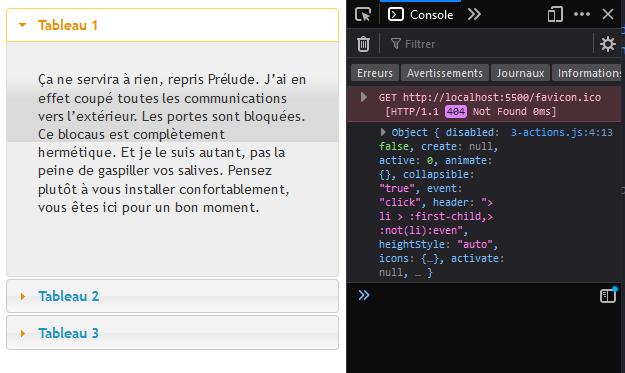 Tableau 1
Ça ne servira à rien, repris Prélude. J'ai en
effet coupé toutes les communications
vers l'extérieur. Les portes sont bloquées.
Ce blocaus est complètement
hermétique. Et je le suis autant, pas la
peine de gaspiller vos salives. Pensez
plutôt à vous installer confortablement,
vous êtes ici pour un bon moment.
Tableau 2
Tableau 3
Console
Filtrer
Erreurs Avertissements Journaux Informations
GET http://localhost:5500/favicon.ico
[HTTP/1.1 404 Not Found 0ms]
Object { disabled: 3-actions.js:4:13
false, create: null,
active: 0, animate:
{}, collapsible:
"true", event:
"click", header: ">
li > :first-child,>
:not(li):even",
heightStyle: "auto",
icons: {…}, activate:
null, … }